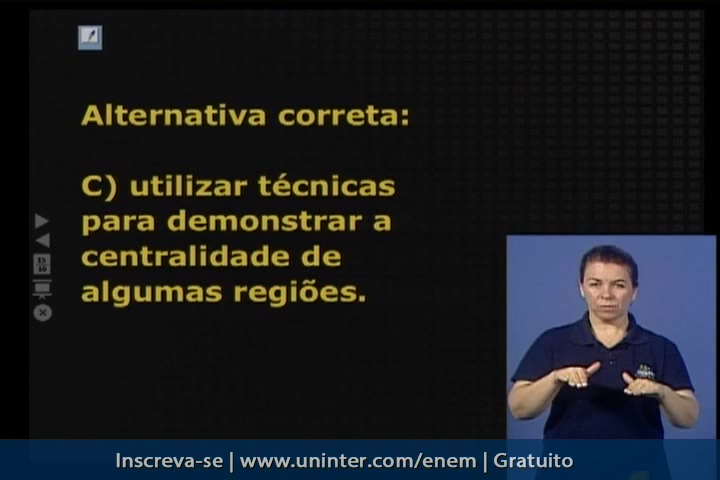 Alternativa correta:
C) utilizar técnicas
para demonstrar a
centralidade de
algumas regiões.
Inscreva-se | www.uninter.com/enem | Gratuito